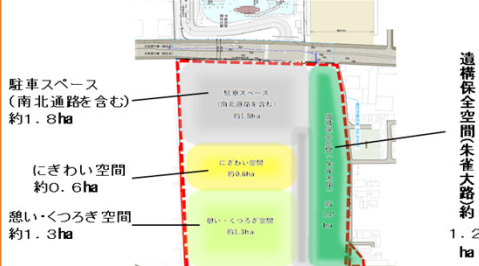 駐車スペース
(南北通路を含む)
約1.8ha
にぎわい空間
約0.6ha
憩い・くつろぎ空間
約1.3ha
駐車スペース
(南北通路を含む)
約1.8ha
にぎわい空間
約0.6ha
憩い・くつろぎ空間
約1.3ha
遺構保全空間(朱雀大路)約
1.2
ha